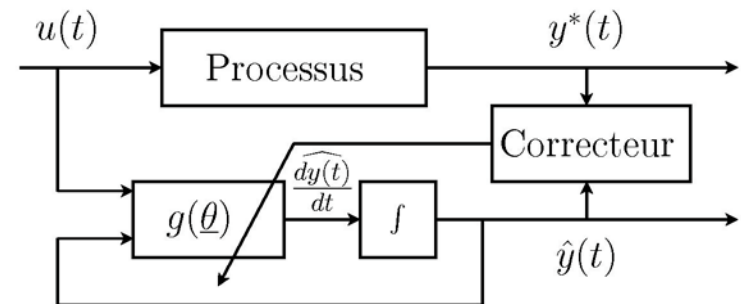 u(t)
y*(t)
Processus
Correcteur
g(θ)
dy(t)
dt
∫
ŷ(t)